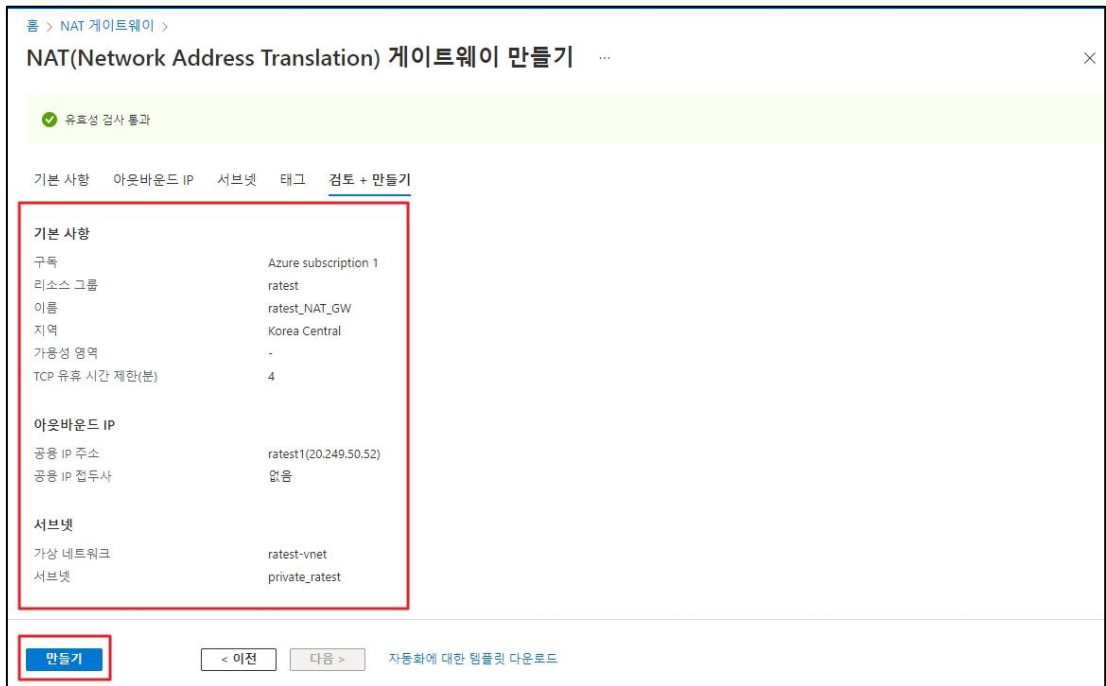 홈 > NAT 게이트웨이 >
NAT(Network Address Translation) 게이트웨이 만들기 ...
유효성 검사 통과
기본 사항 아웃바운드 IP 서브넷 태그 검토 + 만들기
기본 사항
구독 Azure subscription 1
리소스 그룹 ratest
이름 ratest_NAT_GW
지역 Korea Central
가용성 영역 -
TCP 유휴 시간 제한(분) 4
아웃바운드 IP
공용 IP 주소 ratest1(20.249.50.52)
공용 IP 접두사 없음
서브넷
가상 네트워크 ratest-vnet
서브넷 private_ratest
만들기 < 이전 다음 > 자동화에 대한 템플릿 다운로드